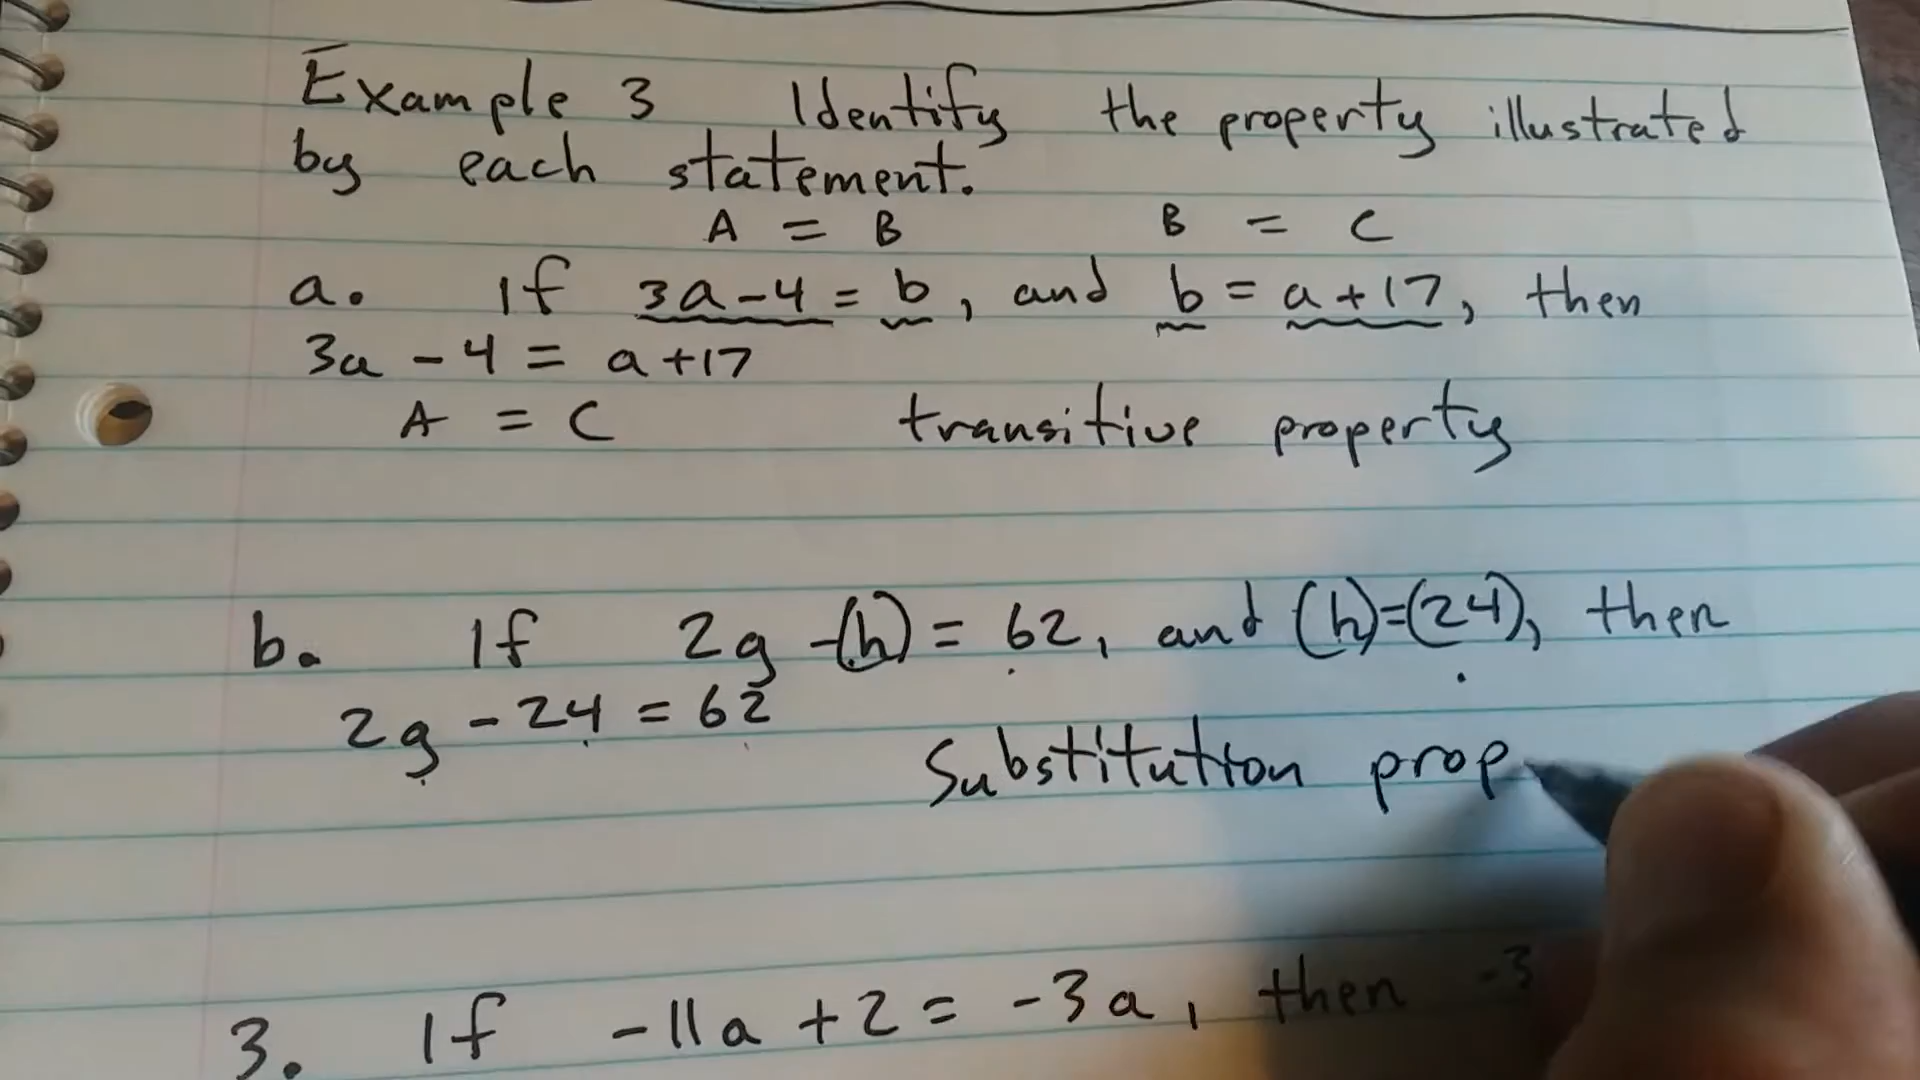 Example 3 Identify the property illustrated
by each statement.
A = B B = C
a. If 3a-4 = b, and b = a+17, then
3a - 4 = a+17
A = C transitive property
b. If 2g -(h) = 62, and (h)=(24), then
2g - 24 = 62
Substitution prop
3. If -11a + 2 = -3a, then -3